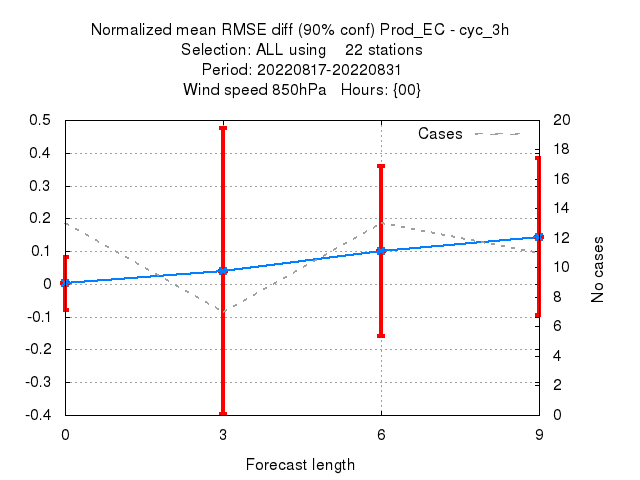 Normalized mean RMSE diff (90% conf) Prod_EC - cyc_3h
Selection: ALL using    22 stations
Period: 20220817-20220831
Wind speed 850hPa   Hours: {00}
Cases
0.5
0.4
0.3
0.2
0.1
0
-0.1
-0.2
-0.3
-0.4
20
18
16
14
12
10
8
6
4
2
0
No cases
0 3 6 9
Forecast length